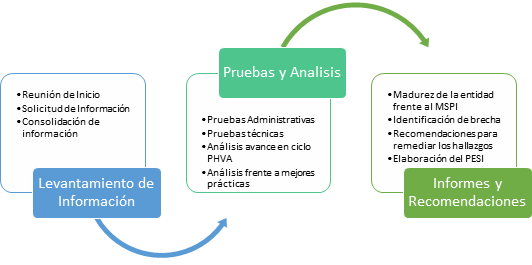 • Reunión de Inicio
• Solicitud de Información
• Consolidación de
información
Levantamiento de
Información
Pruebas y Analisis
• Pruebas Administrativas
• Pruebas técnicas
• Análisis avance en ciclo
PHVA
• Análisis frente a mejores
prácticas
• Madurez de la entidad
frente al MSPI
• Identificación de brecha
• Recomendaciones para
remediar los hallazgos
• Elaboración del PESI
Informes y
Recomendaciones